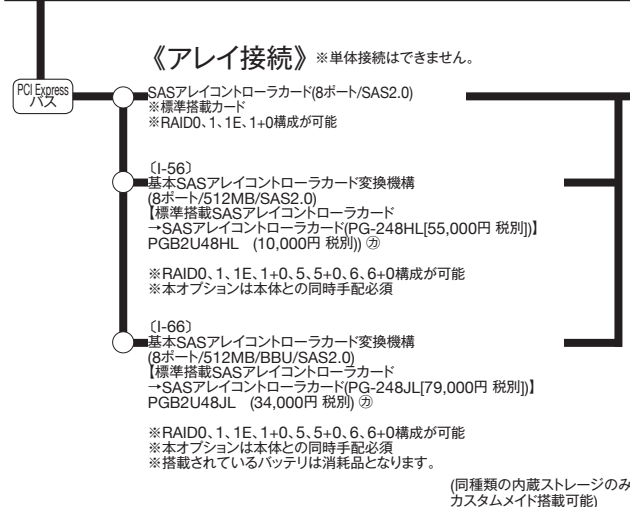 《アレイ接続》 ※単体接続はできません。
PCI Express
バス
SASアレイコントローラカード(8ポート/SAS2.0)
※標準搭載カード
※RAID0、1、1E、1+0構成が可能
〔I-56〕
基本SASアレイコントローラカード変換機構
(8ポート/512MB/SAS2.0)
【標準搭載SASアレイコントローラカード
→SASアレイコントローラカード(PG-248HL[55,000円 税別])】
PGB2U48HL (10,000円 税別)) ㋕
※RAID0、1、1E、1+0、5、5+0、6、6+0構成が可能
※本オプションは本体との同時手配必須
〔I-66〕
基本SASアレイコントローラカード変換機構
(8ポート/512MB/BBU/SAS2.0)
【標準搭載SASアレイコントローラカード
→SASアレイコントローラカード(PG-248JL[79,000円 税別])】
PGB2U48JL (34,000円 税別) ㋕
※RAID0、1、1E、1+0、5、5+0、6、6+0構成が可能
※本オプションは本体との同時手配必須
※搭載されているバッテリは消耗品となります。
(同種類の内蔵ストレージのみ
カスタムメイド搭載可能)